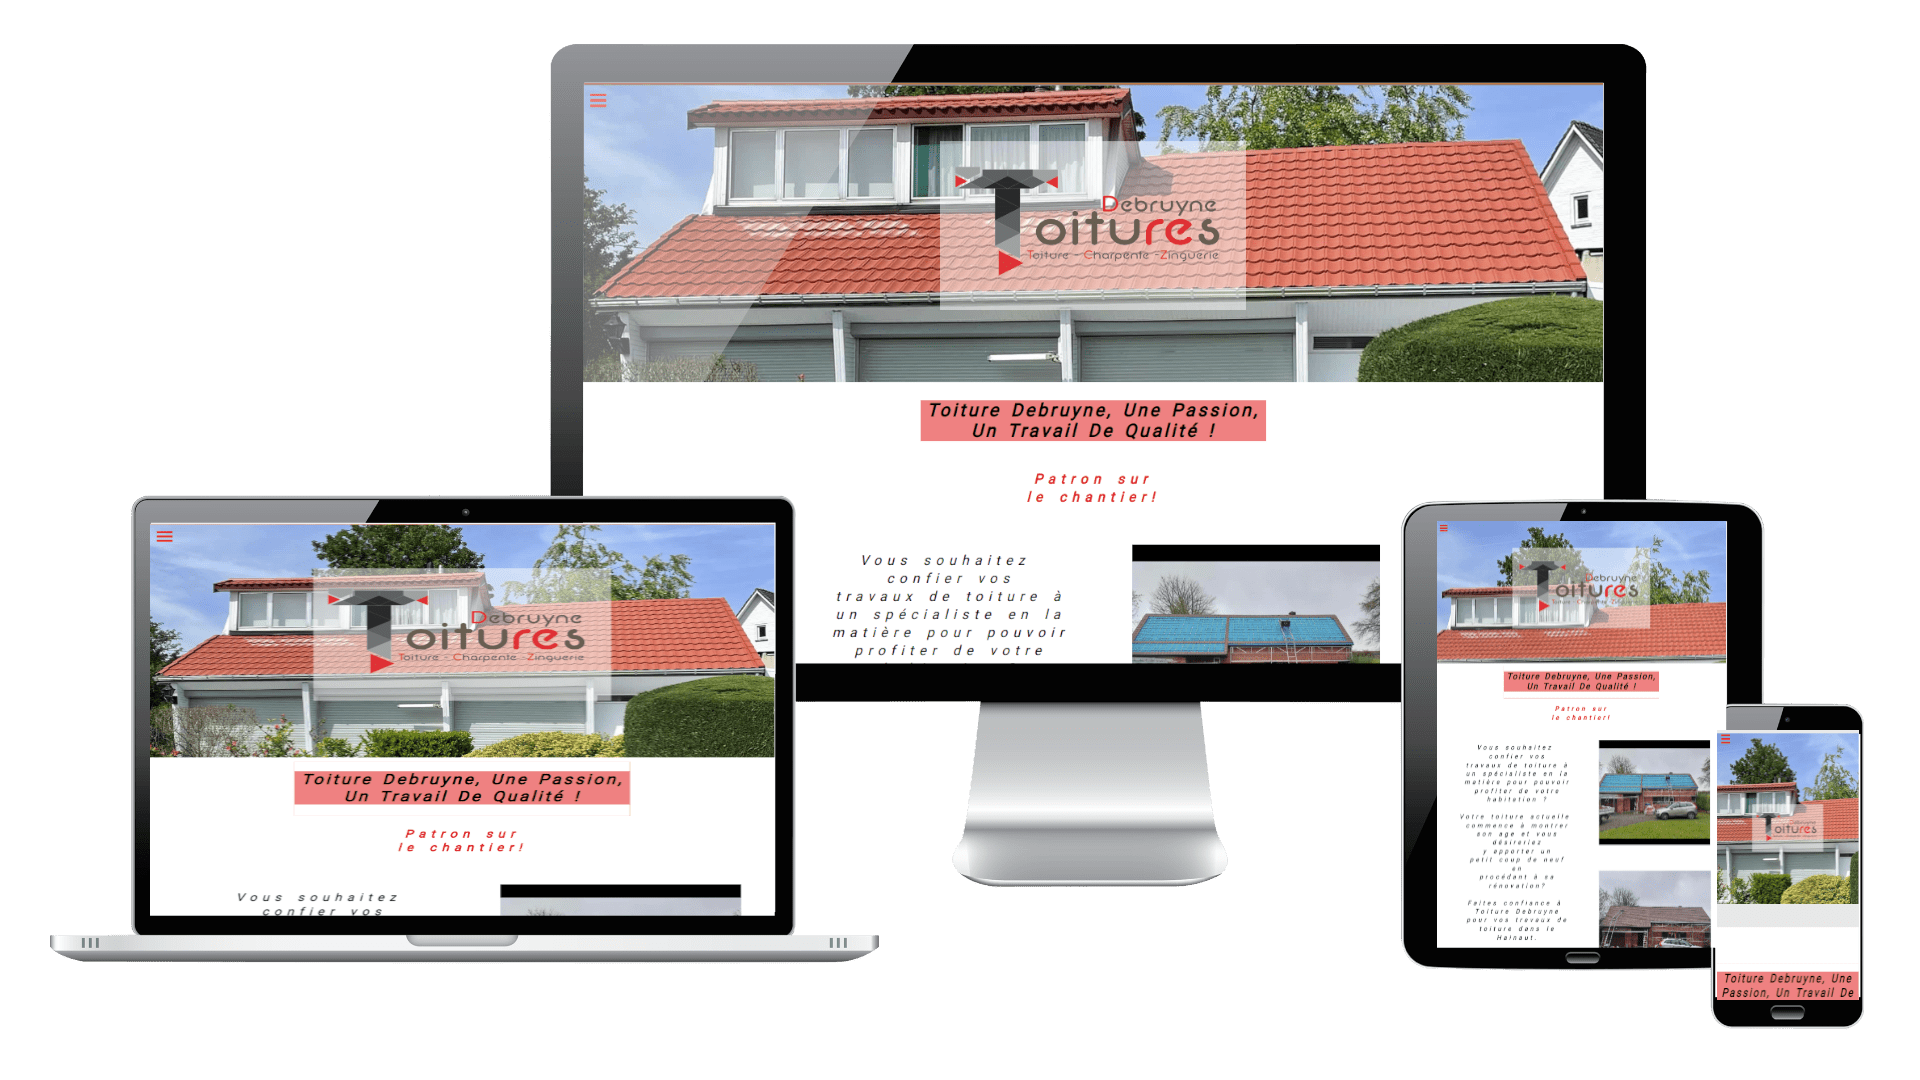 Debruyne
Toitures
Toiture - Charpente - Zinguerie
Toiture Debruyne, Une Passion,
Un Travail De Qualité !
Patron sur
le chantier!
Vous souhaitez
confier vos
travaux de toiture à
un spécialiste en la
matière pour pouvoir
profiter de votre
Debruyne
Toitures
Toiture - Charpente - Zinguerie
Toiture Debruyne, Une Passion,
Un Travail De Qualité !
Patron sur
le chantier!
Vous souhaitez
confier vos
Debruyne
Toitures
Toiture - Charpente - Zinguerie
Toiture Debruyne, Une Passion,
Un Travail De Qualité !
Patron sur
le chantier!
Vous souhaitez
confier vos
travaux de toiture à
un spécialiste en la
matière pour pouvoir
profiter de votre
habitation ?
Votre toiture actuelle
commence à montrer
son age et vous
désireriez
y apporter un
petit coup de neuf
en
procédant à sa
rénovation?
Faites confiance à
Toiture Debruyne
pour vos travaux de
toiture dans le
Hainaut.
Debruyne
Toitures
Toiture Debruyne, Une
Passion, Un Travail De